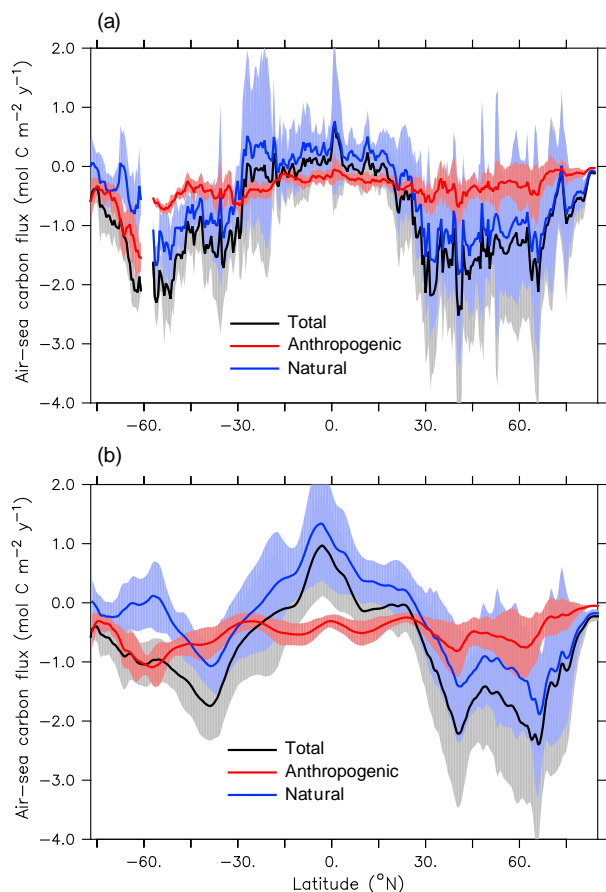 (a)
Air-sea carbon flux (mol C m⁻² y⁻¹)
2.0
1.0
0.0
-1.0
-2.0
-3.0
-4.0
Total
Anthropogenic
Natural
-60. -30. 0. 30. 60.
(b)
Air-sea carbon flux (mol C m⁻² y⁻¹)
2.0
1.0
0.0
-1.0
-2.0
-3.0
-4.0
Total
Anthropogenic
Natural
-60. -30. 0. 30. 60.
Latitude (°N)